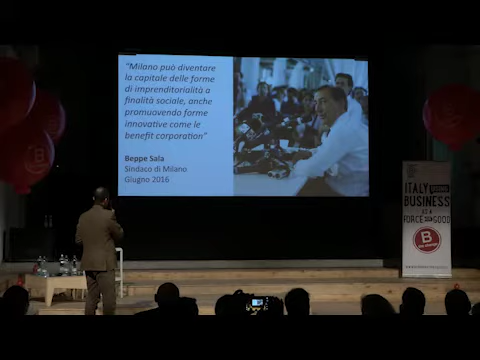 "Milano può diventare
la capitale delle forme
di imprenditorialità a
finalità sociale, anche
promuovendo forme
innovative come le
benefit corporation"
Beppe Sala
Sindaco di Milano
Giugno 2016
ITALY
BUSINESS
AS A
FORCE FOR GOOD
B
B